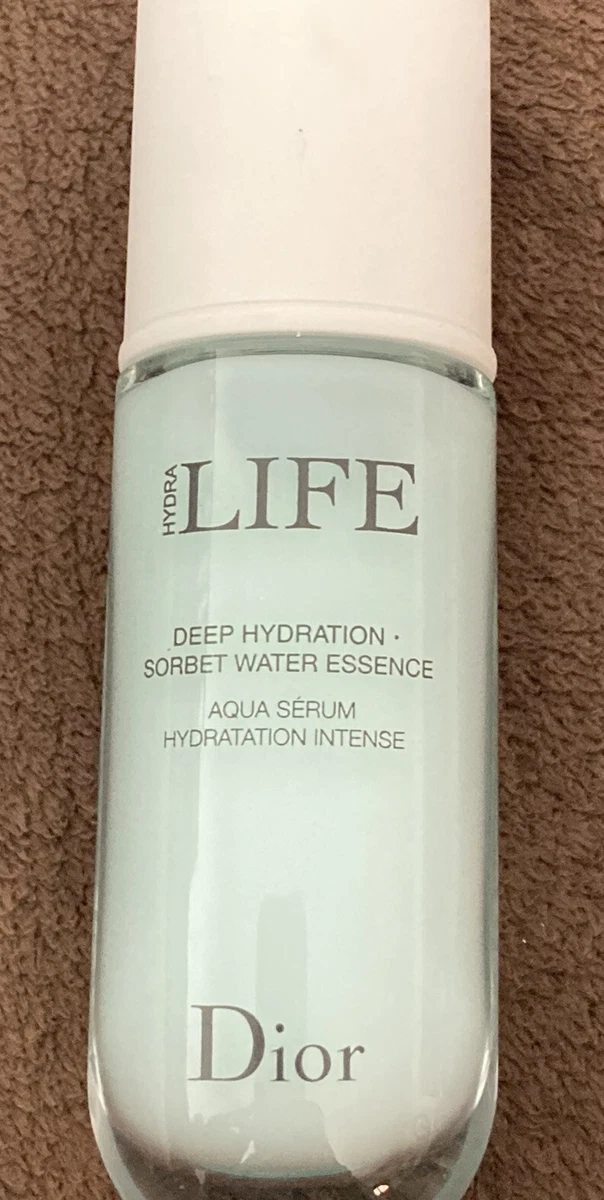 HYDRA LIFE
DEEP HYDRATION •
SORBET WATER ESSENCE
AQUA SÉRUM
HYDRATATION INTENSE
Dior